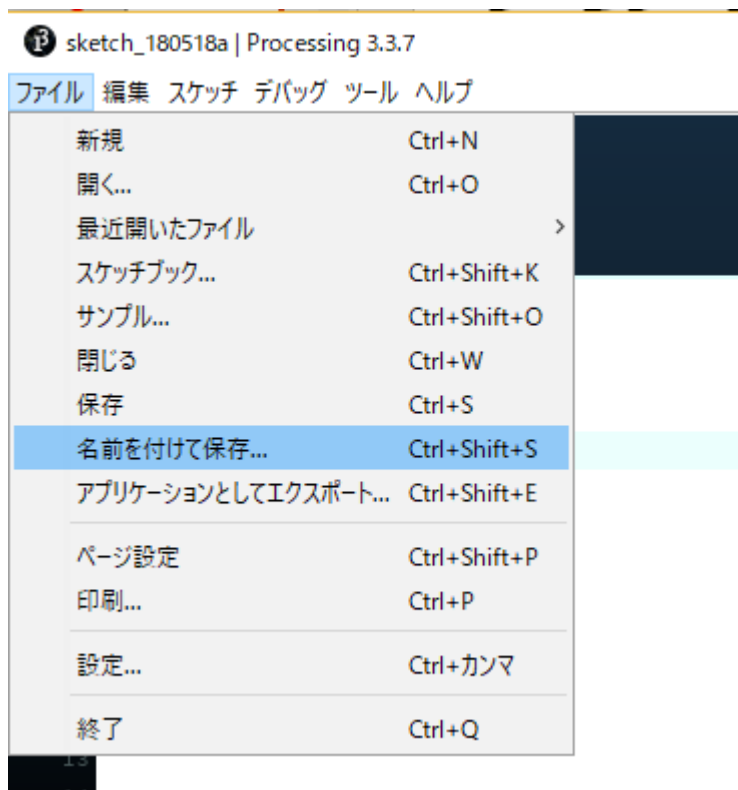 sketch_180518a | Processing 3.3.7
ファイル 編集 スケッチ デバッグ ツール ヘルプ
新規 Ctrl+N
開く... Ctrl+O
最近開いたファイル
スケッチブック... Ctrl+Shift+K
サンプル... Ctrl+Shift+O
閉じる Ctrl+W
保存 Ctrl+S
名前を付けて保存... Ctrl+Shift+S
アプリケーションとしてエクスポート... Ctrl+Shift+E
ページ設定 Ctrl+Shift+P
印刷... Ctrl+P
設定... Ctrl+カンマ
終了 Ctrl+Q
13